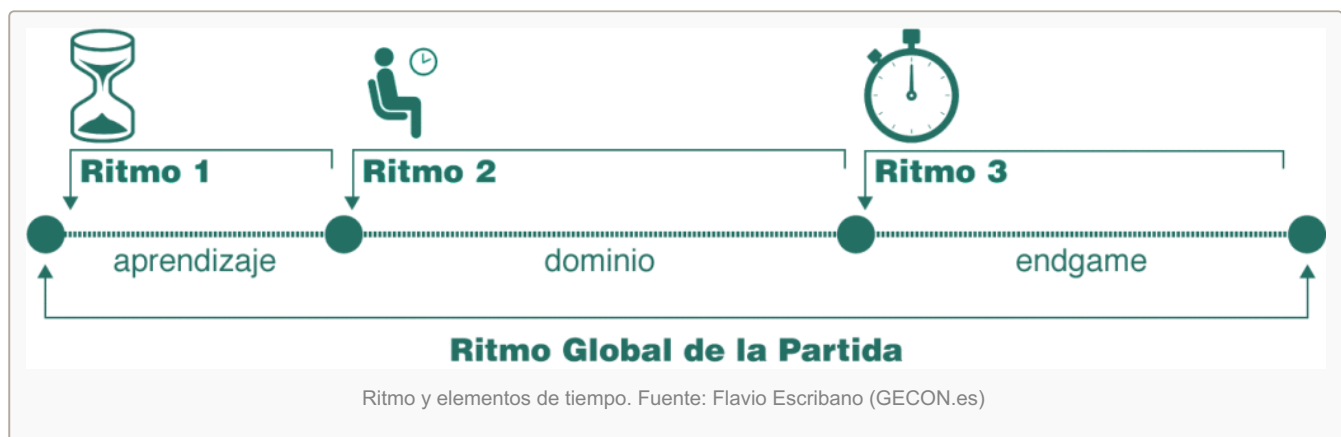 Ritmo 1
Ritmo 2
Ritmo 3
aprendizaje
dominio
endgame
Ritmo Global de la Partida
Ritmo y elementos de tiempo. Fuente: Flavio Escribano (GECON.es)